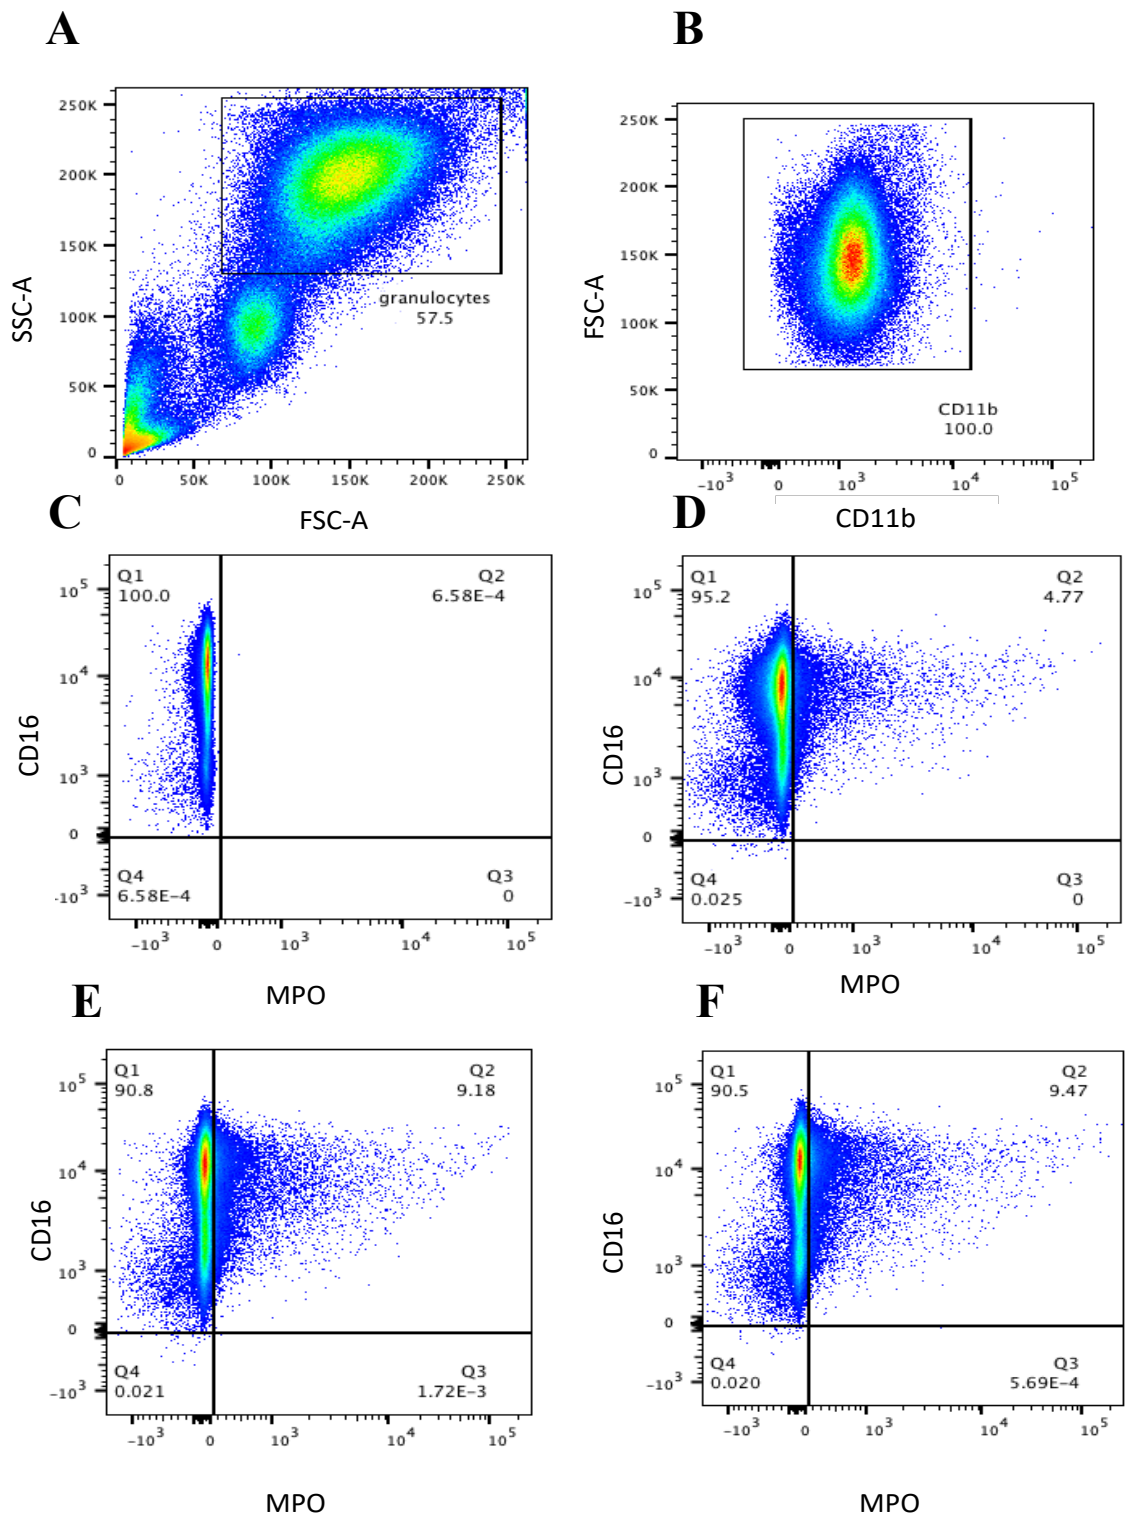 A
B
250K
200K
150K
100K
50K
0
SSC-A
granulocytes
57.5
0
50K
100K
150K
200K
250K
FSC-A
250K
200K
150K
100K
50K
0
FSC-A
CD11b
100.0
-10³
0
10³
10⁴
10⁵
CD11b
C
D
Q1
100.0
Q2
6.58E-4
10⁵
10⁴
10³
0
-10³
CD16
Q4
6.58E-4
Q3
0
-10³
0
10³
10⁴
10⁵
MPO
Q1
95.2
Q2
4.77
10⁵
10⁴
10³
0
-10³
CD16
Q4
0.025
Q3
0
-10³
0
10³
10⁴
10⁵
MPO
E
F
Q1
90.8
Q2
9.18
10⁵
10⁴
10³
0
-10³
CD16
Q4
0.021
Q3
1.72E-3
-10³
0
10³
10⁴
10⁵
MPO
Q1
90.5
Q2
9.47
10⁵
10⁴
10³
0
-10³
CD16
Q4
0.020
Q3
5.69E-4
-10³
0
10³
10⁴
10⁵
MPO